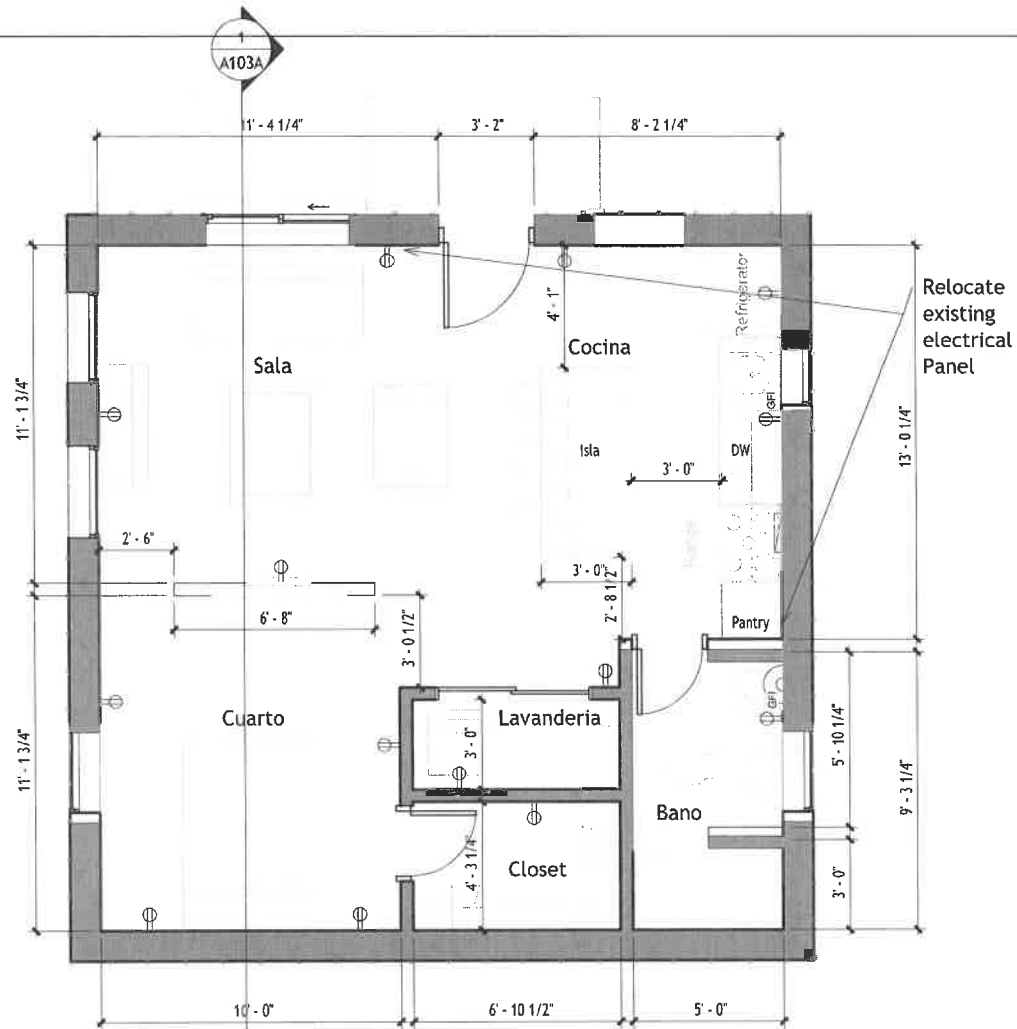 1
A103A
11' - 4 1/4"
3' - 2"
8' - 2 1/4"
Refrigerator
Relocate
existing
electrical
Panel
4' - 1"
Cocina
Sala
11' - 1 3/4"
GFI
13' - 0 1/4"
Isla
DW
3' - 0"
Range
2' - 6"
3' - 0"
2' - 8 1/2"
6' - 8"
3' - 0 1/2"
Pantry
GFI
Cuarto
Lavanderia
11' - 1 3/4"
3' - 0"
5' - 10 1/4"
9' - 3 1/4"
Bano
4' - 3 1/4"
Closet
3' - 0"
10' - 0"
6' - 10 1/2"
5' - 0"